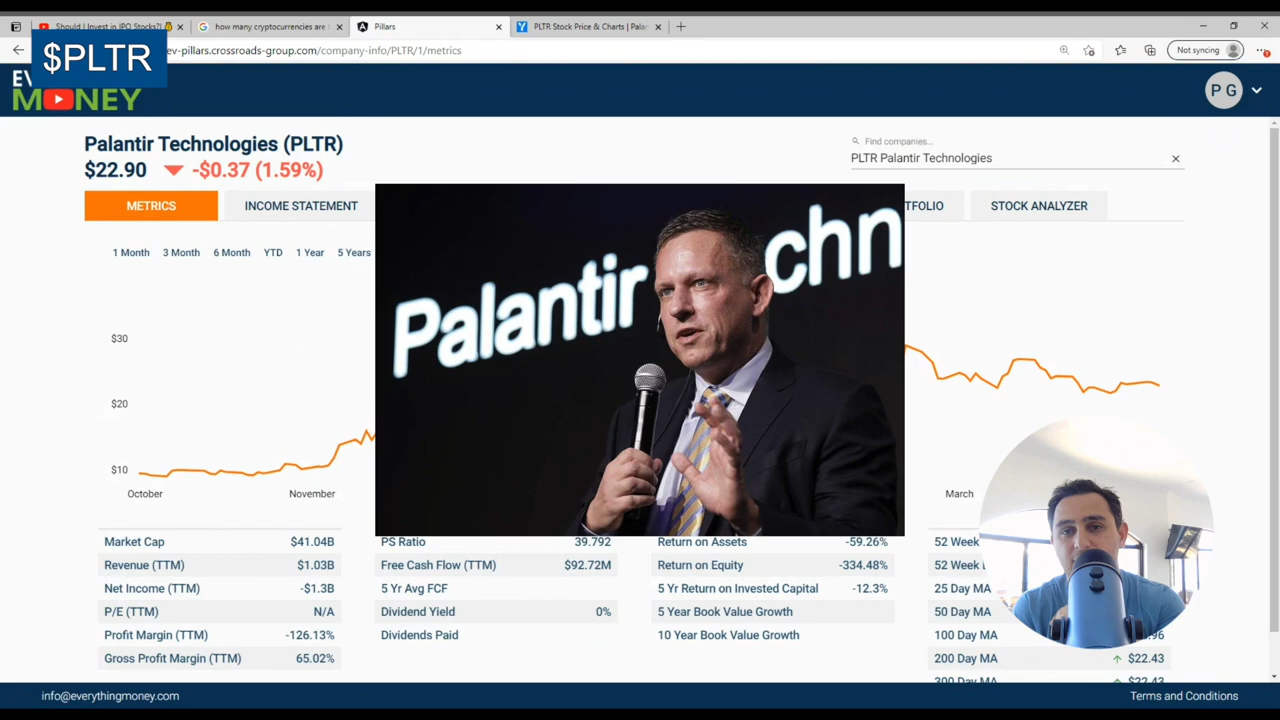 Should I Invest in IPO Stocks?!
how many cryptocurrencies are
Pillars
PLTR Stock Price & Charts | Palan
$PLTR
ev-pillars.crossroads-group.com/company-info/PLTR/1/metrics
Not syncing
EV
MONEY
P G
Palantir Technologies (PLTR)
$22.90 -$0.37 (1.59%)
Find companies...
PLTR Palantir Technologies
METRICS
INCOME STATEMENT
TFOLIO
STOCK ANALYZER
1 Month 3 Month 6 Month YTD 1 Year 5 Years
Palantir
chn
$30
$20
$10
October
November
March
Market Cap $41.04B
Revenue (TTM) $1.03B
Net Income (TTM) -$1.3B
P/E (TTM) N/A
Profit Margin (TTM) -126.13%
Gross Profit Margin (TTM) 65.02%
PS Ratio 39.792
Free Cash Flow (TTM) $92.72M
5 Yr Avg FCF
Dividend Yield 0%
Dividends Paid
Return on Assets -59.26%
Return on Equity -334.48%
5 Yr Return on Invested Capital -12.3%
5 Year Book Value Growth
10 Year Book Value Growth
52 Week
52 Week
25 Day MA
50 Day MA
100 Day MA
200 Day MA $22.43
300 Day MA $22.43
info@everythingmoney.com
Terms and Conditions